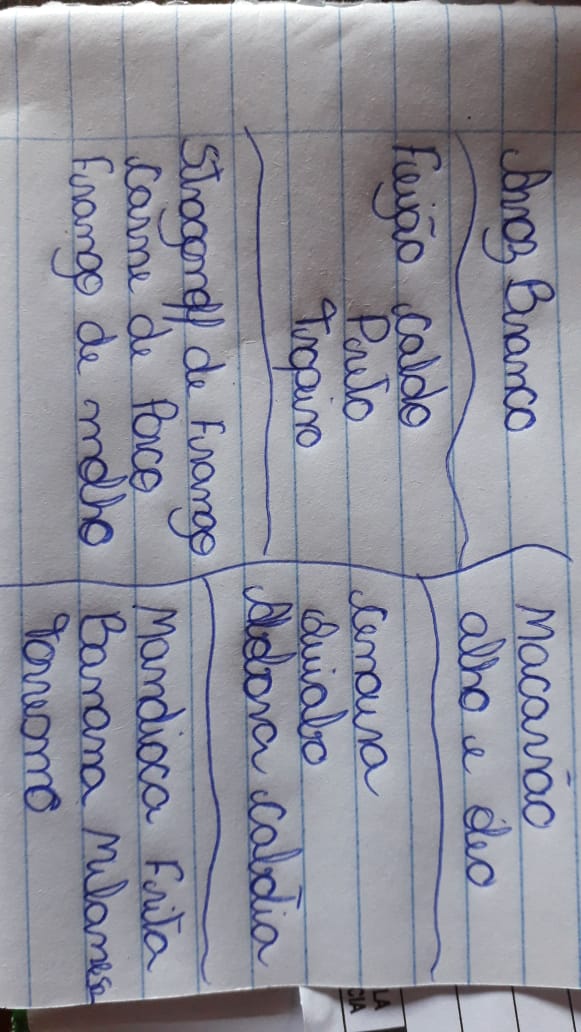 Arroz Branco
Feijão Caldo
Preto
Tropeiro
Strogonoff de Frango
Carne de Porco
Frango de molho
Macarrão
alho e óleo
Cenoura
Quiabo
Abobora Cabotia
Mandioca Frita
Banana Milanesa
Torresmo
LA
CIA